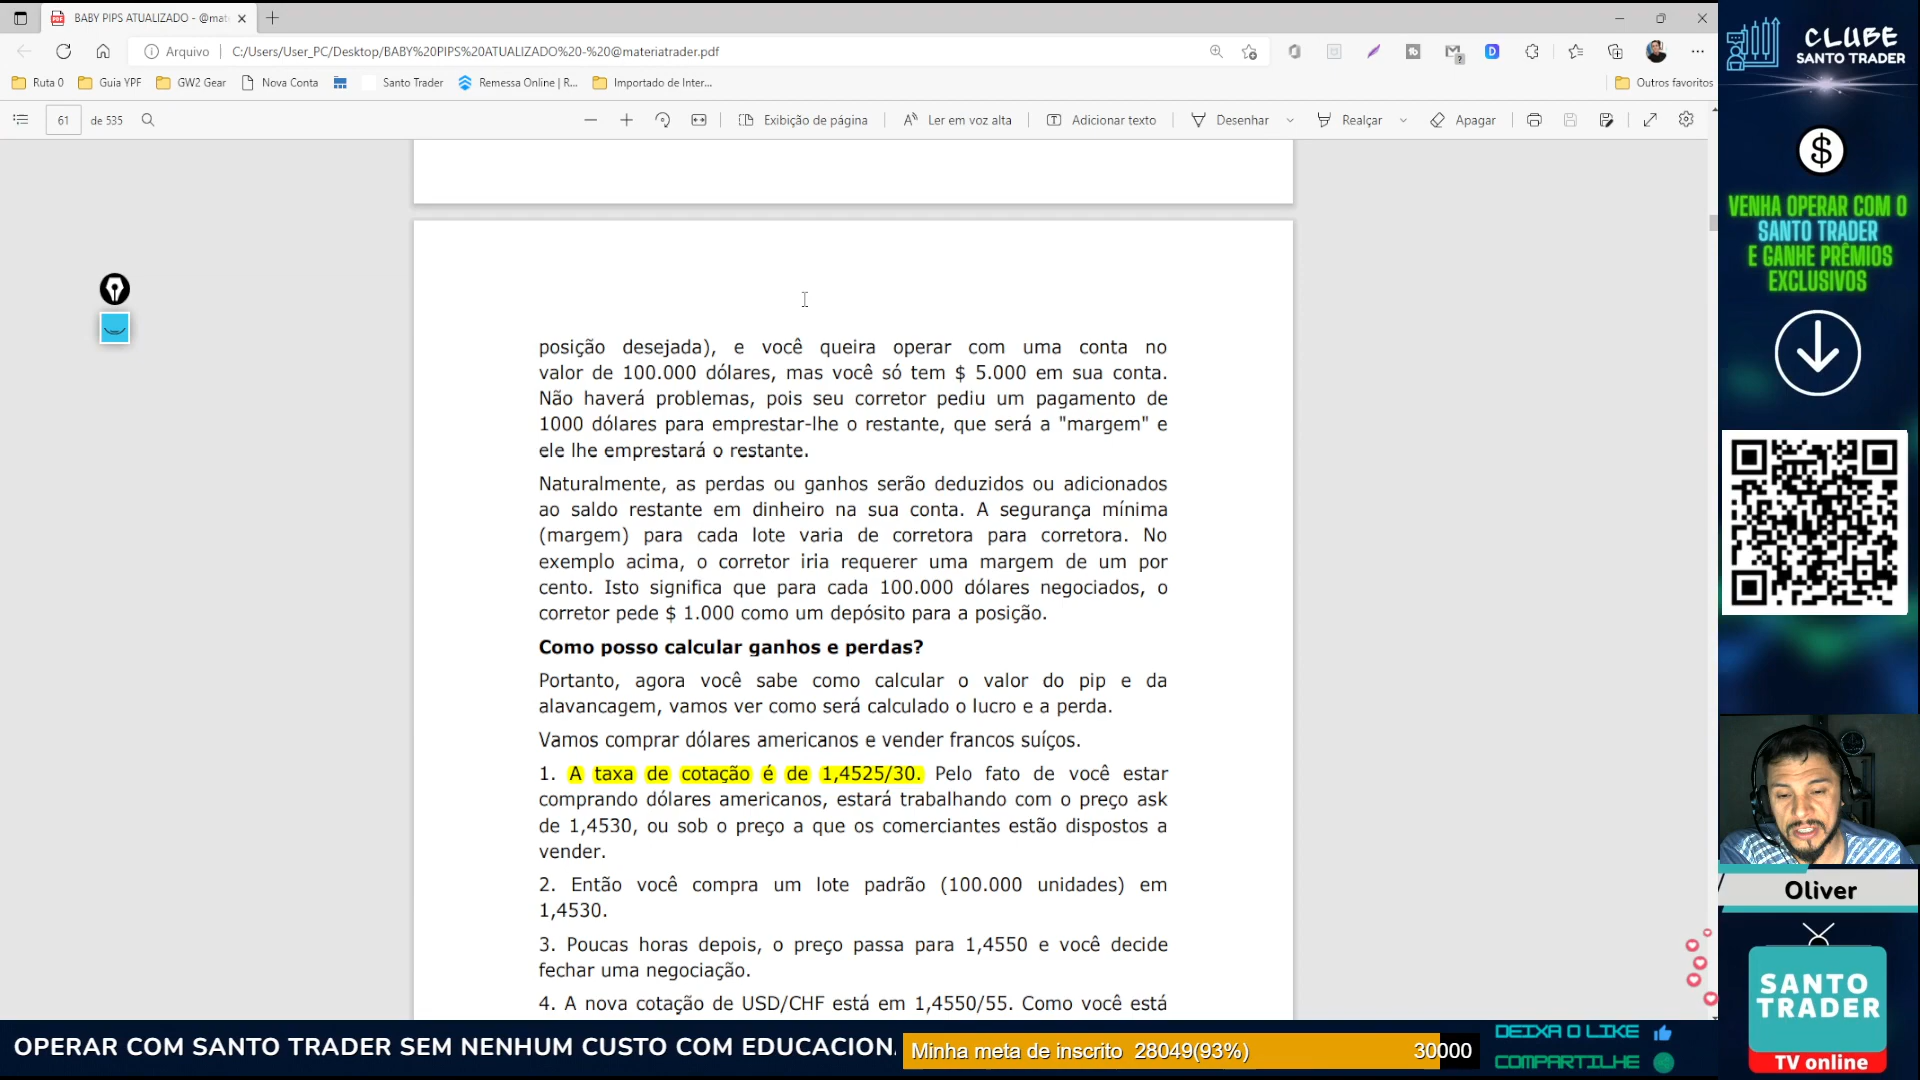 BABY PIPS ATUALIZADO - @mat
Arquivo
C:/Users/User_PC/Desktop/BABY%20PIPS%20ATUALIZADO%20-%20@materiatrader.pdf
Ruta 0
Guia YPF
GW2 Gear
Nova Conta
Santo Trader
Remessa Online | R...
Importado de Inter...
Outros favoritos
61
de 535
Exibição de página
Ler em voz alta
Adicionar texto
Desenhar
Realçar
Apagar
posição desejada), e você queira operar com uma conta no
valor de 100.000 dólares, mas você só tem $ 5.000 em sua conta.
Não haverá problemas, pois seu corretor pediu um pagamento de
1000 dólares para emprestar-lhe o restante, que será a "margem" e
ele lhe emprestará o restante.
Naturalmente, as perdas ou ganhos serão deduzidos ou adicionados
ao saldo restante em dinheiro na sua conta. A segurança mínima
(margem) para cada lote varia de corretora para corretora. No
exemplo acima, o corretor iria requerer uma margem de um por
cento. Isto significa que para cada 100.000 dólares negociados, o
corretor pede $ 1.000 como um depósito para a posição.
Como posso calcular ganhos e perdas?
Portanto, agora você sabe como calcular o valor do pip e da
alavancagem, vamos ver como será calculado o lucro e a perda.
Vamos comprar dólares americanos e vender francos suíços.
1. A taxa de cotação é de 1,4525/30. Pelo fato de você estar
comprando dólares americanos, estará trabalhando com o preço ask
de 1,4530, ou sob o preço a que os comerciantes estão dispostos a
vender.
2. Então você compra um lote padrão (100.000 unidades) em
1,4530.
3. Poucas horas depois, o preço passa para 1,4550 e você decide
fechar uma negociação.
4. A nova cotação de USD/CHF está em 1,4550/55. Como você está
CLUBE
SANTO TRADER
$
VENHA OPERAR COM O
SANTO TRADER
E GANHE PRÊMIOS
EXCLUSIVOS
Oliver
SANTO
TRADER
TV online
OPERAR COM SANTO TRADER SEM NENHUM CUSTO COM EDUCACION.
Minha meta de inscrito 28049(93%)
30000
DEIXA O LIKE
COMPARTILHE